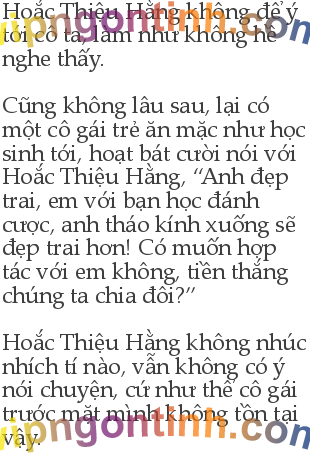 Hoắc Thiệu Hằng không để ý
tới cô ta, làm như không hề
nghe thấy.
Cũng không lâu sau, lại có
một cô gái trẻ ăn mặc như học
sinh tới, hoạt bát cười nói với
Hoắc Thiệu Hằng, “Anh đẹp
trai, em với bạn học đánh
cược, anh tháo kính xuống sẽ
đẹp trai hơn! Có muốn hợp
tác với em không, tiền thắng
chúng ta chia đôi?”
Hoắc Thiệu Hằng không nhúc
nhích tí nào, vẫn không có ý
nói chuyện, cứ như thể cô gái
trước mặt mình không tồn tại
vậy.
vipngontinh.com
vipngontinh.com